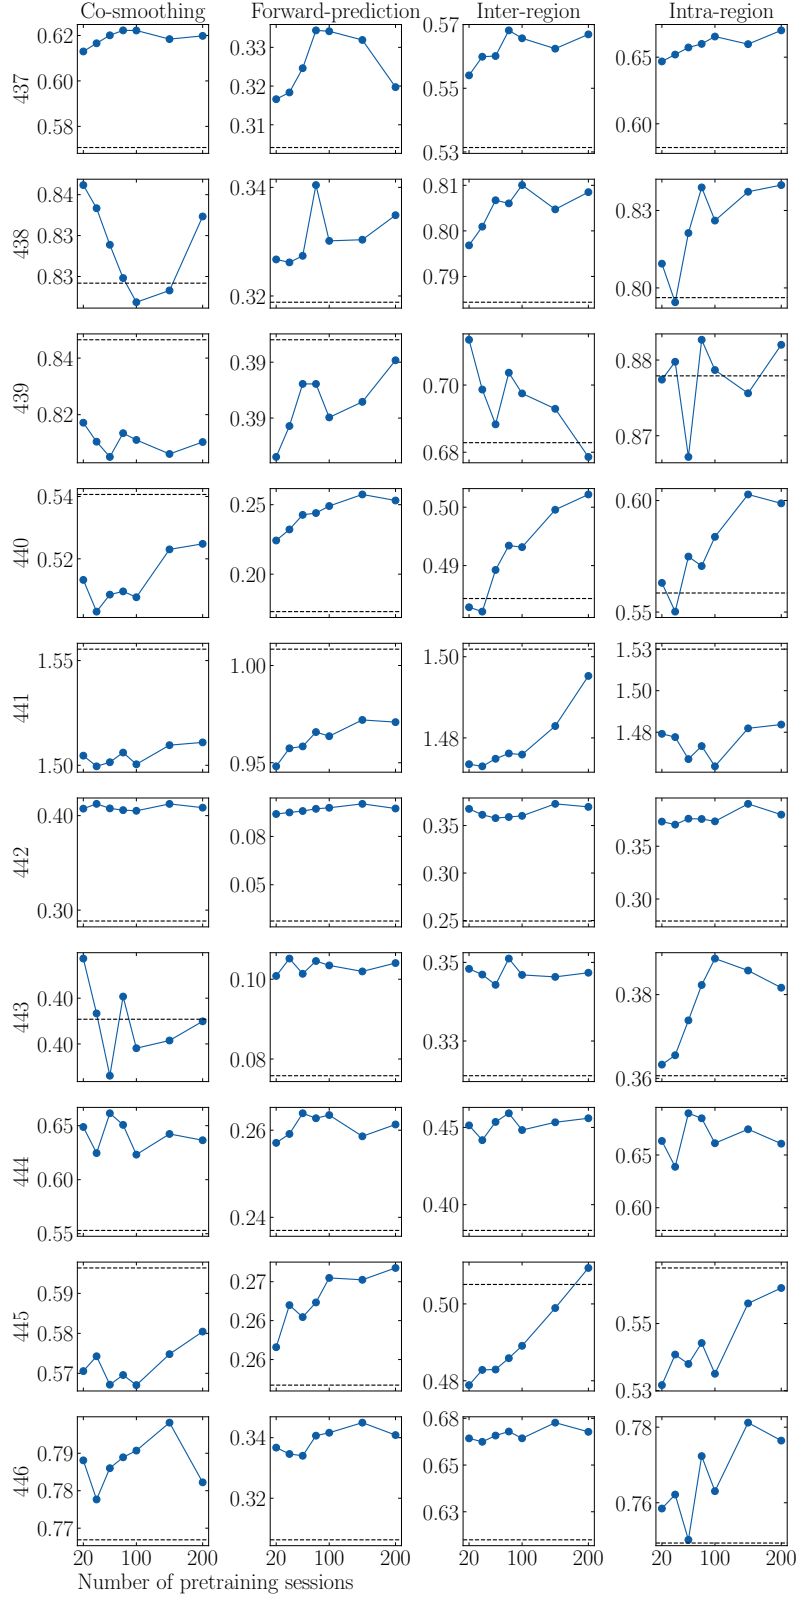 Co-smoothing Forward-prediction Inter-region Intra-region
437
0.62 0.60 0.58
0.33 0.32 0.31
0.57 0.55 0.53
0.65 0.60
438
0.84 0.83 0.83
0.34 0.32
0.81 0.80 0.79
0.83 0.80
439
0.84 0.82
0.39 0.39
0.70 0.68
0.88 0.87
440
0.54 0.52
0.25 0.20
0.50 0.49
0.60 0.55
441
1.55 1.50
1.00 0.95
1.50 1.48
1.53 1.50 1.48
442
0.40 0.30
0.08 0.05
0.35 0.30 0.25
0.35 0.30
443
0.40 0.40
0.10 0.08
0.35 0.33
0.38 0.36
444
0.65 0.60 0.55
0.26 0.24
0.45 0.40
0.65 0.60
445
0.59 0.58 0.57
0.27 0.26 0.26
0.50 0.48
0.55 0.53
446
0.79 0.78 0.77
0.34 0.32
0.68 0.65 0.63
0.78 0.76
20 100 200 20 100 200 20 100 200 20 100 200
Number of pretraining sessions